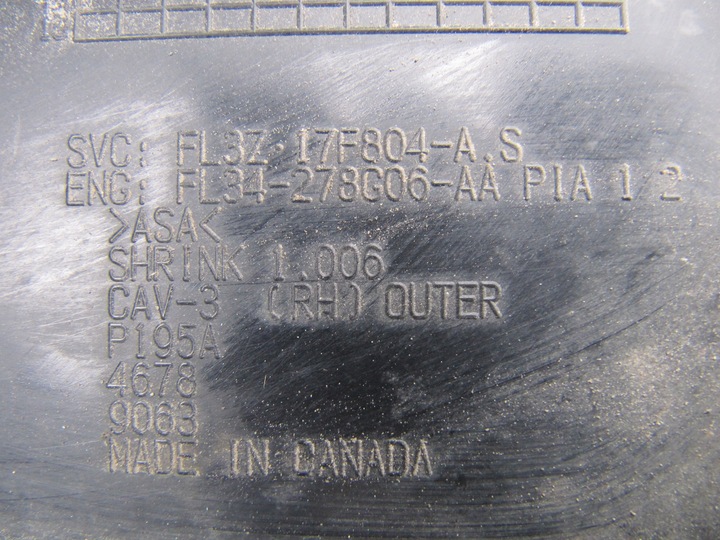 SVC: FL3Z-17F804-A.S
ENG: FL34-278G06-AA PIA 1 2
>ASA<
SHRINK 1.006
CAV-3 (RH) OUTER
P195A
4678
9063
MADE IN CANADA